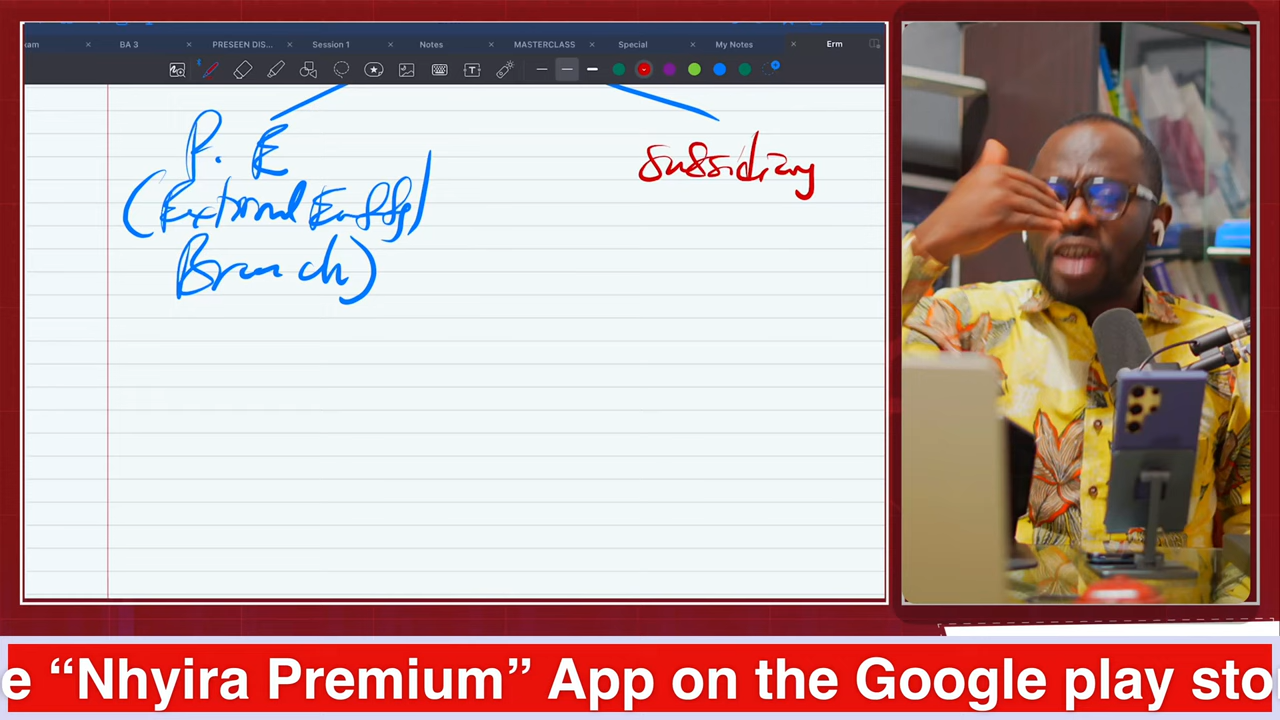 xam
BA 3
PRESEEN DIS...
Session 1
Notes
MASTERCLASS
Special
My Notes
Erm
P. E
(External
Branch)
Subsidiary
e “Nhyira Premium” App on the Google play sto